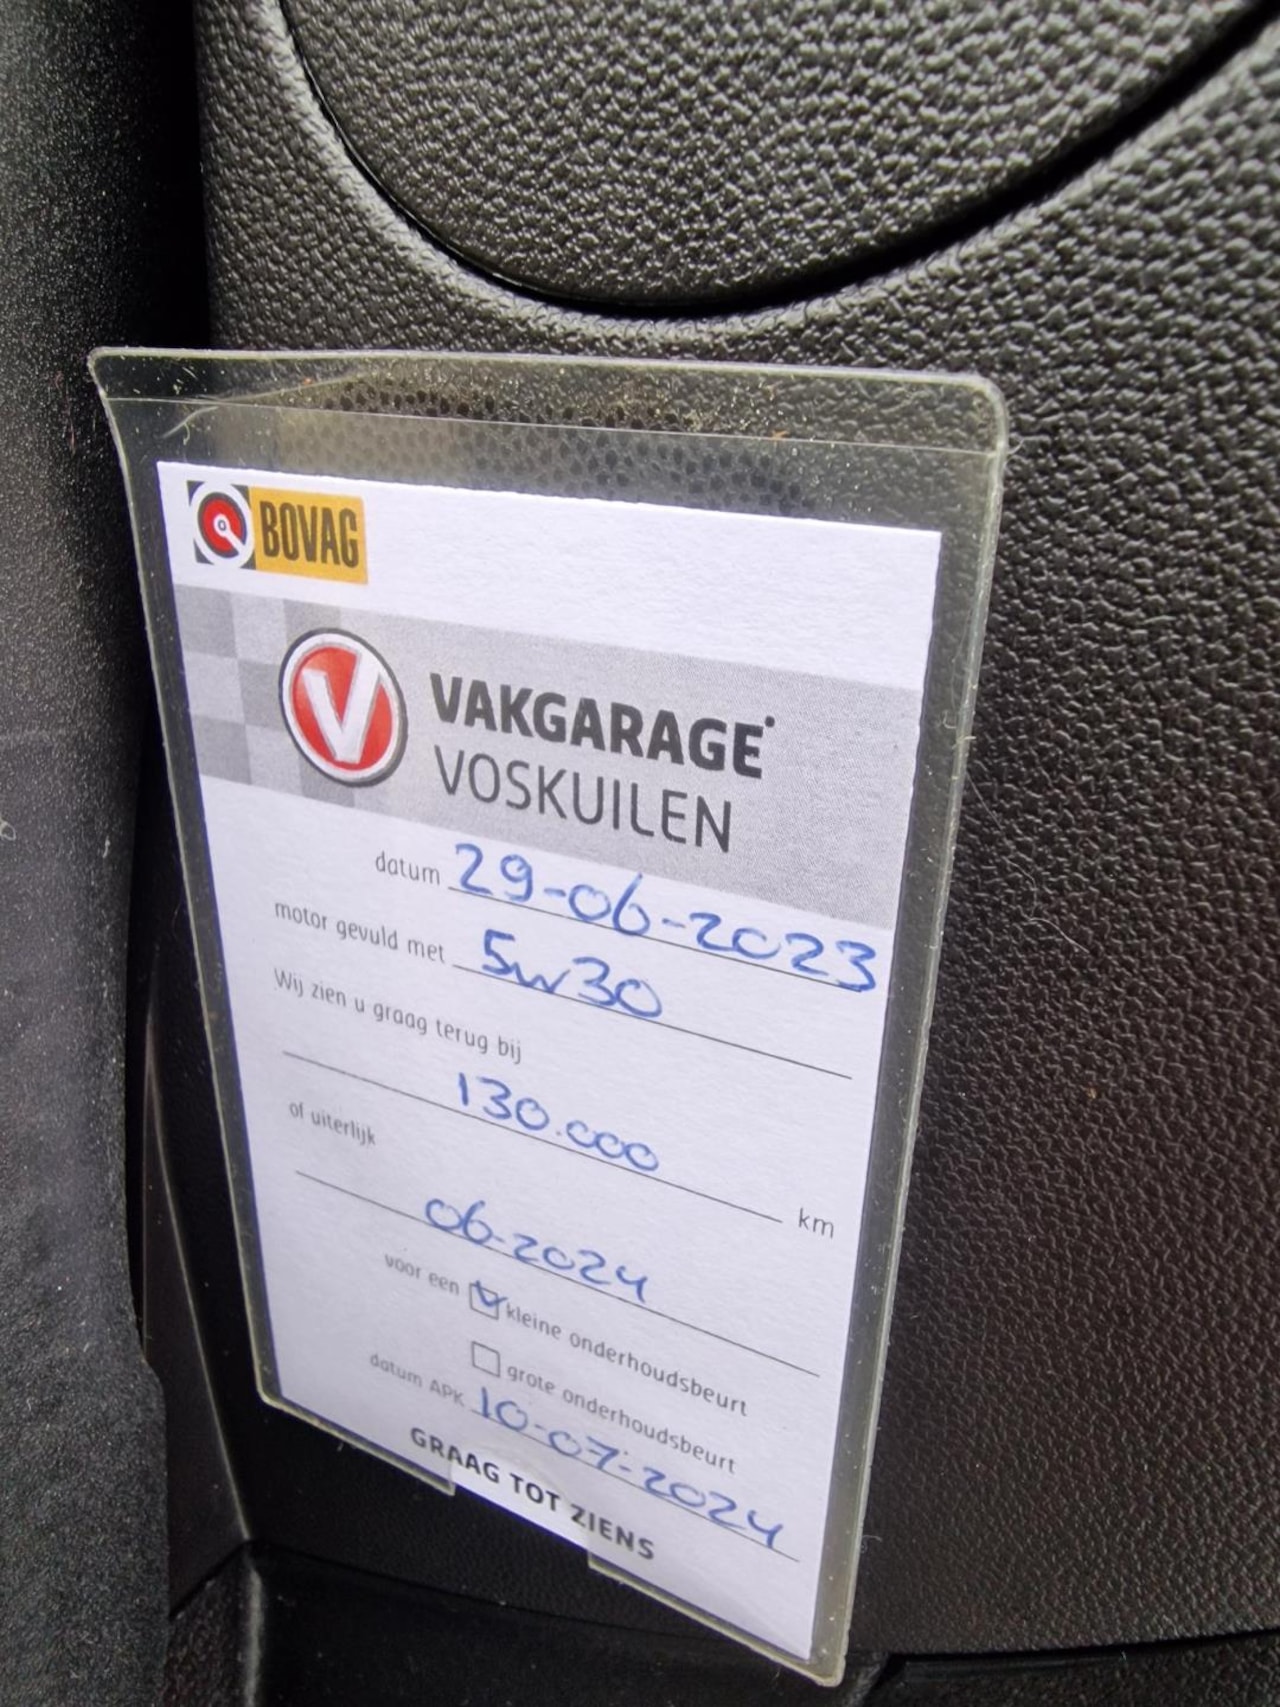 BOVAG
VAKGARAGE
VOSKUILEN
datum 29-06-2023
motor gevuld met 5w30
Wij zien u graag terug bij
130.000 km
of uiterlijk
06-2024
voor een kleine onderhoudsbeurt
grote onderhoudsbeurt
datum APK 10-07-2024
GRAAG TOT ZIENS